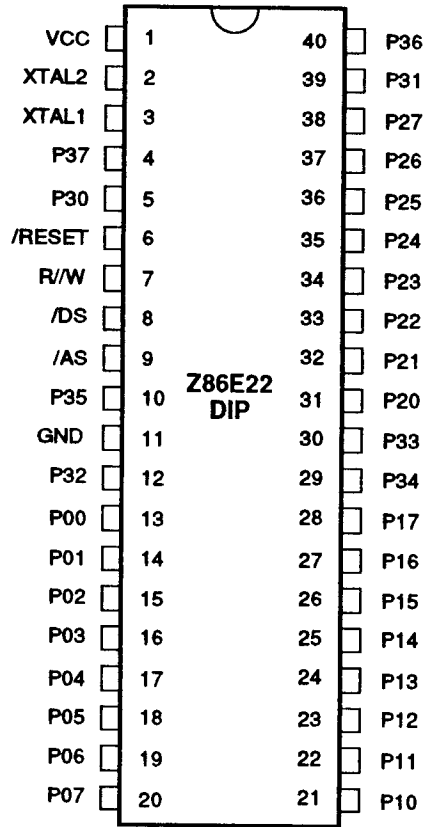 VCC 1 40 P36
XTAL2 2 39 P31
XTAL1 3 38 P27
P37 4 37 P26
P30 5 36 P25
/RESET 6 35 P24
R//W 7 34 P23
/DS 8 33 P22
/AS 9 32 P21
Z86E22
P35 10 31 P20
DIP
GND 11 30 P33
P32 12 29 P34
P00 13 28 P17
P01 14 27 P16
P02 15 26 P15
P03 16 25 P14
P04 17 24 P13
P05 18 23 P12
P06 19 22 P11
P07 20 21 P10